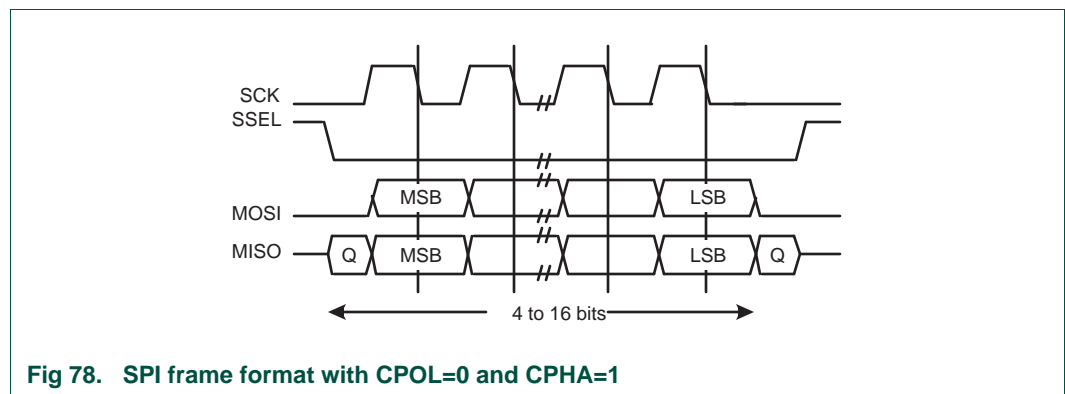 SCK
SSEL
MOSI
MSB
LSB
MISO
Q
MSB
LSB
Q
4 to 16 bits
Fig 78. SPI frame format with CPOL=0 and CPHA=1